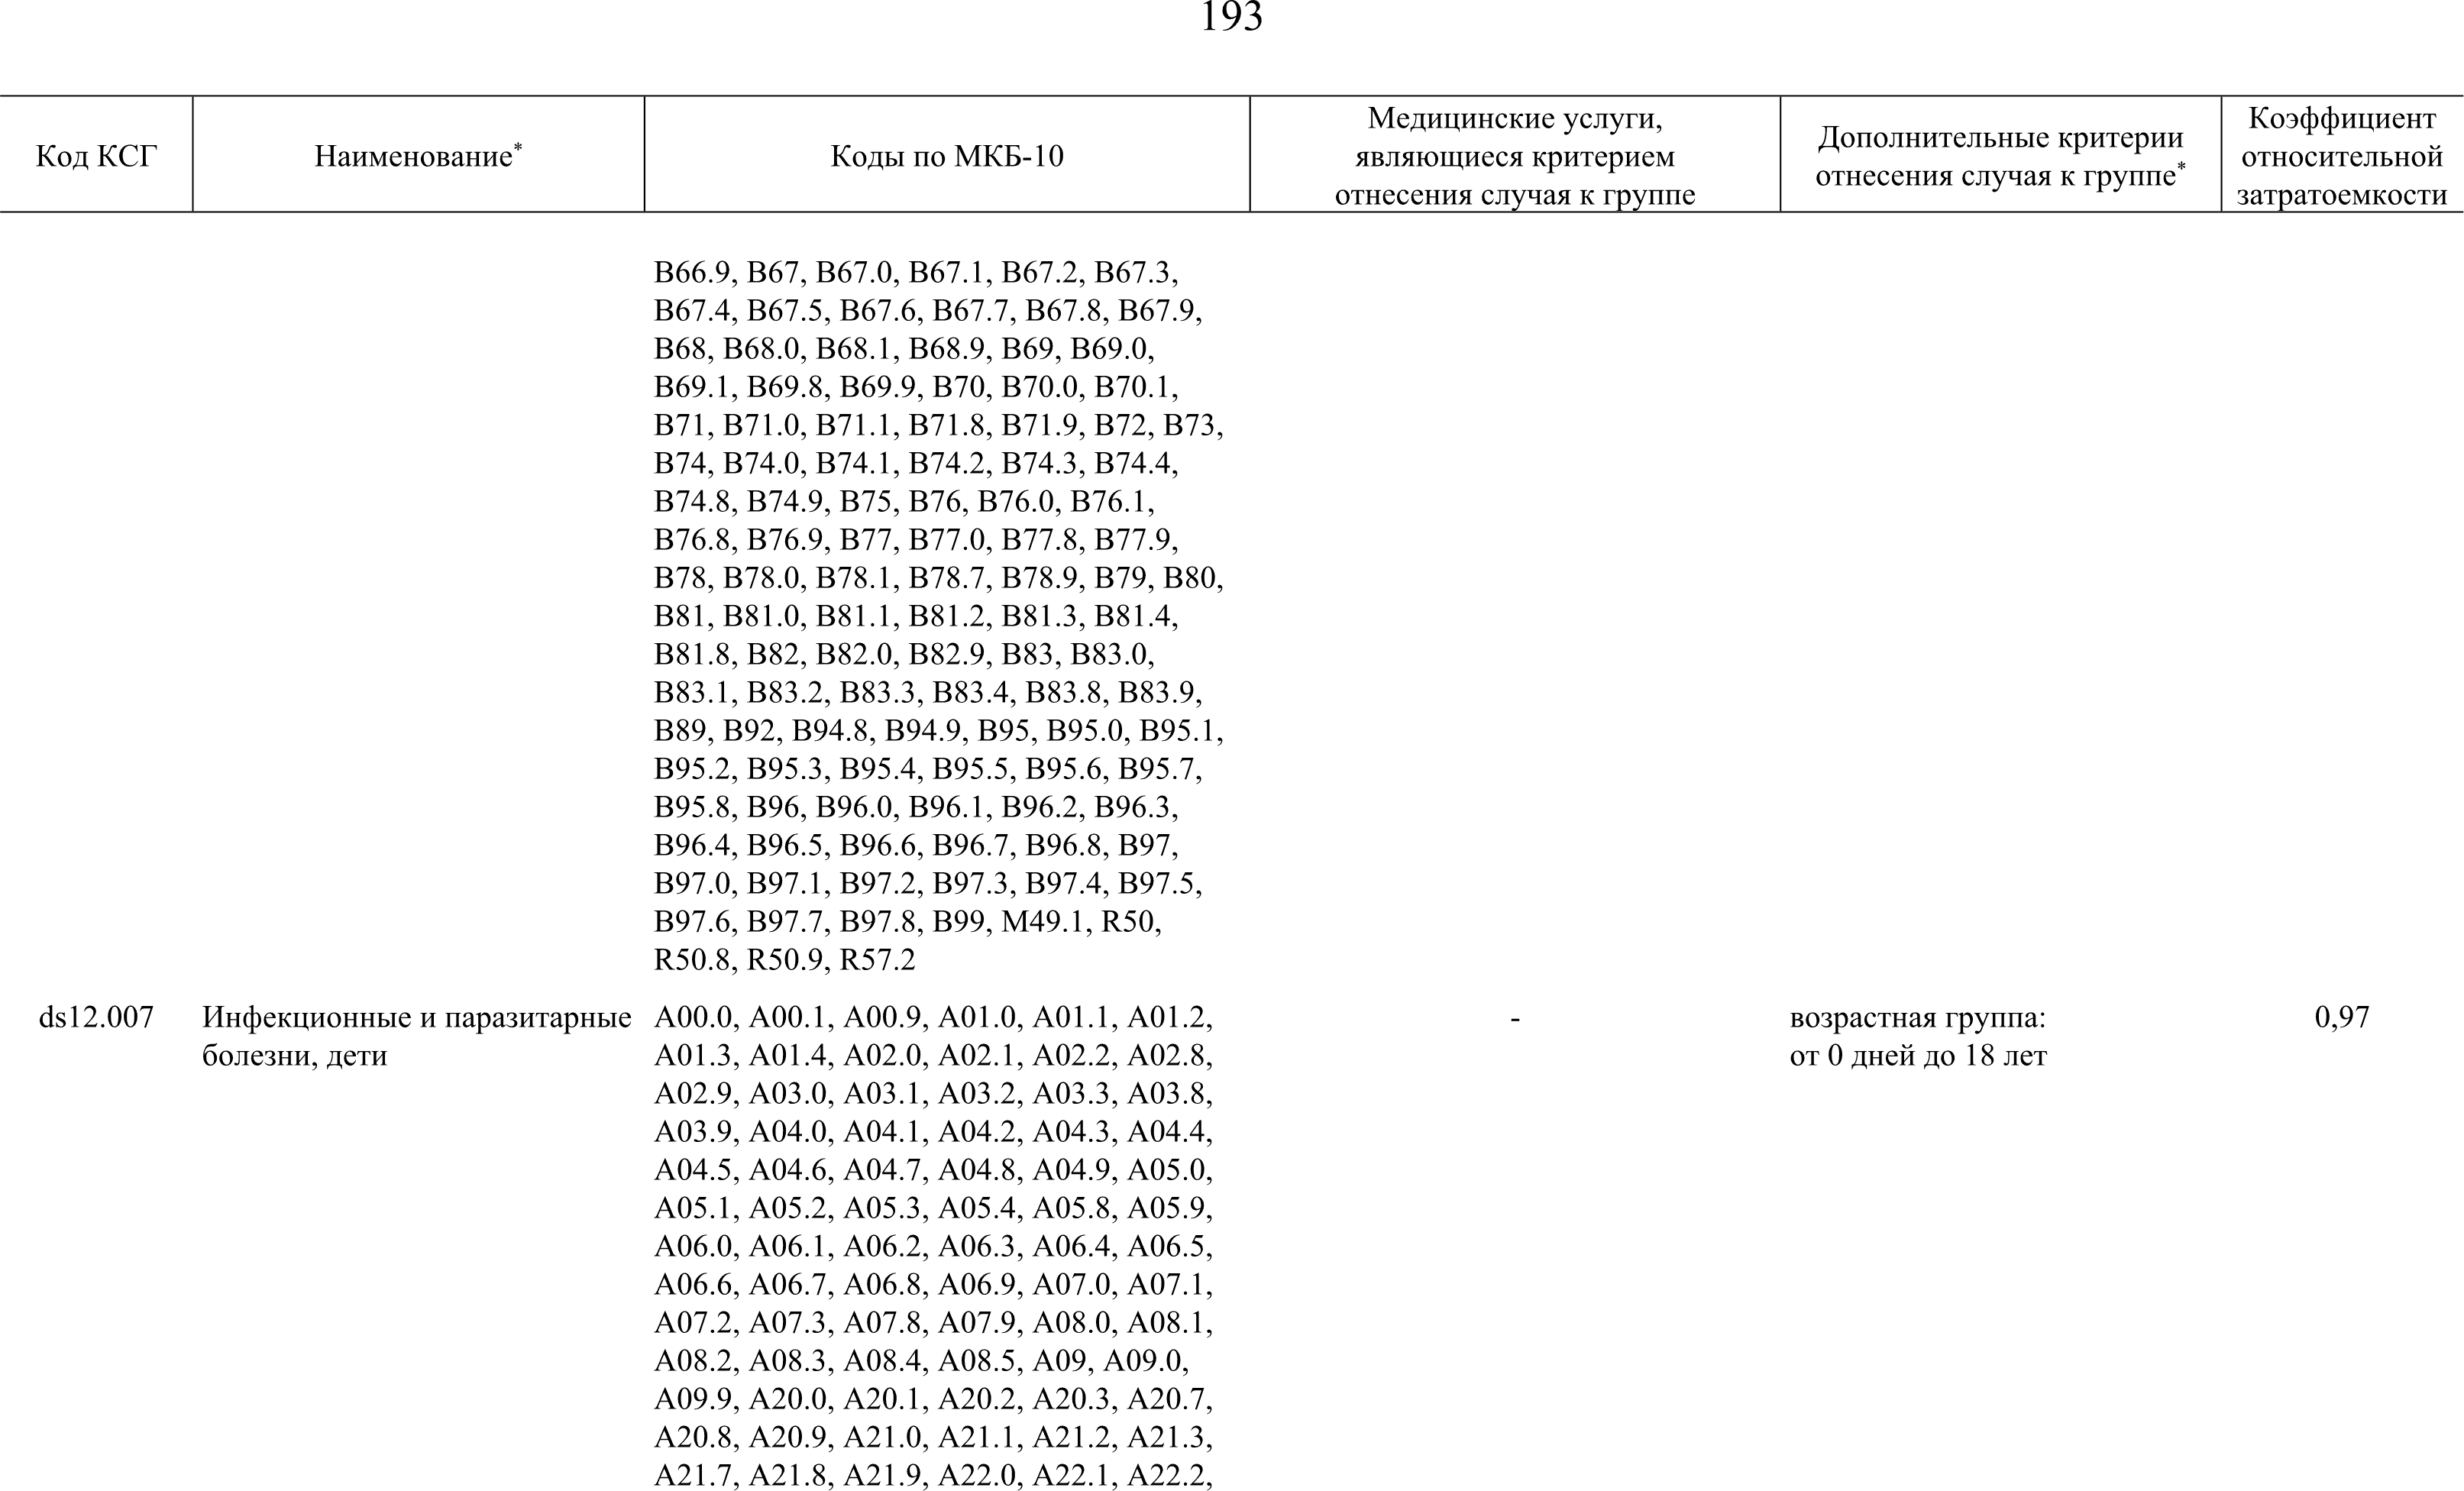 193
Код КСГ
Наименование*
Коды по МКБ-10
Медицинские услуги,
являющиеся критерием
отнесения случая к группе
Дополнительные критерии
отнесения случая к группе*
Коэффициент
относительной
затратоемкости
B66.9, B67, B67.0, B67.1, B67.2, B67.3,
B67.4, B67.5, B67.6, B67.7, B67.8, B67.9,
B68, B68.0, B68.1, B68.9, B69, B69.0,
B69.1, B69.8, B69.9, B70, B70.0, B70.1,
B71, B71.0, B71.1, B71.8, B71.9, B72, B73,
B74, B74.0, B74.1, B74.2, B74.3, B74.4,
B74.8, B74.9, B75, B76, B76.0, B76.1,
B76.8, B76.9, B77, B77.0, B77.8, B77.9,
B78, B78.0, B78.1, B78.7, B78.9, B79, B80,
B81, B81.0, B81.1, B81.2, B81.3, B81.4,
B81.8, B82, B82.0, B82.9, B83, B83.0,
B83.1, B83.2, B83.3, B83.4, B83.8, B83.9,
B89, B92, B94.8, B94.9, B95, B95.0, B95.1,
B95.2, B95.3, B95.4, B95.5, B95.6, B95.7,
B95.8, B96, B96.0, B96.1, B96.2, B96.3,
B96.4, B96.5, B96.6, B96.7, B96.8, B97,
B97.0, B97.1, B97.2, B97.3, B97.4, B97.5,
B97.6, B97.7, B97.8, B99, M49.1, R50,
R50.8, R50.9, R57.2
ds12.007
Инфекционные и паразитарные
болезни, дети
A00.0, A00.1, A00.9, A01.0, A01.1, A01.2,
A01.3, A01.4, A02.0, A02.1, A02.2, A02.8,
A02.9, A03.0, A03.1, A03.2, A03.3, A03.8,
A03.9, A04.0, A04.1, A04.2, A04.3, A04.4,
A04.5, A04.6, A04.7, A04.8, A04.9, A05.0,
A05.1, A05.2, A05.3, A05.4, A05.8, A05.9,
A06.0, A06.1, A06.2, A06.3, A06.4, A06.5,
A06.6, A06.7, A06.8, A06.9, A07.0, A07.1,
A07.2, A07.3, A07.8, A07.9, A08.0, A08.1,
A08.2, A08.3, A08.4, A08.5, A09, A09.0,
A09.9, A20.0, A20.1, A20.2, A20.3, A20.7,
A20.8, A20.9, A21.0, A21.1, A21.2, A21.3,
A21.7, A21.8, A21.9, A22.0, A22.1, A22.2,
-
возрастная группа:
от 0 дней до 18 лет
0,97